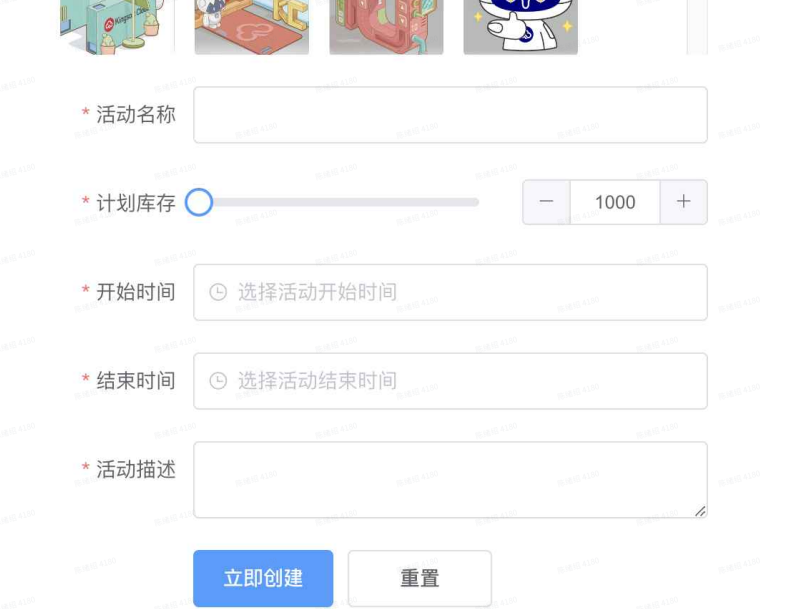 * 活动名称
* 计划库存
1000
* 开始时间
选择活动开始时间
* 结束时间
选择活动结束时间
* 活动描述
立即创建
重置